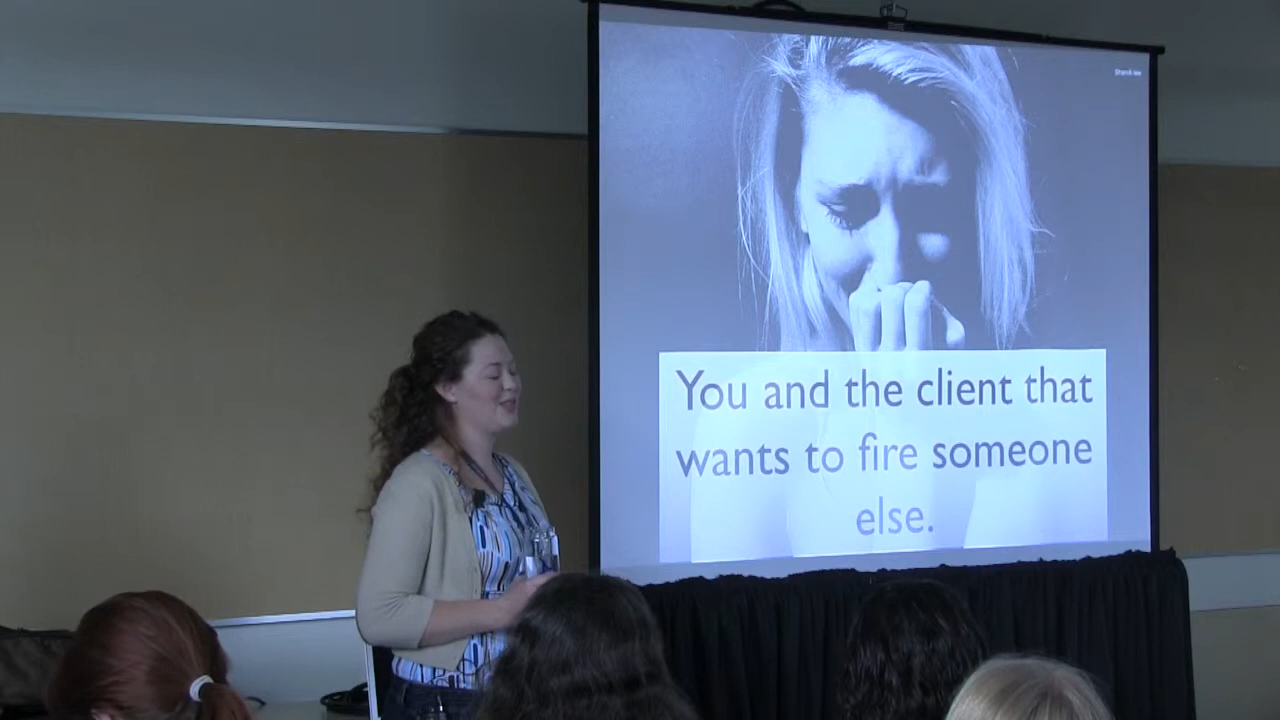 You and the client that
wants to fire someone
else.